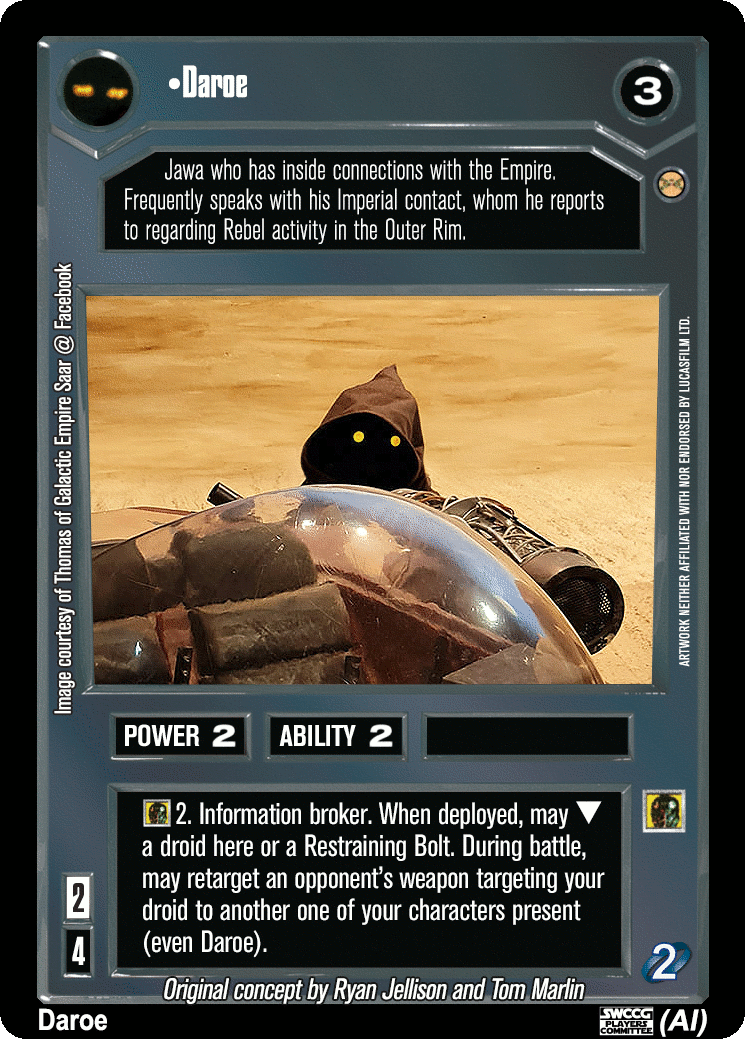 •Daroe
3
Jawa who has inside connections with the Empire.
Frequently speaks with his Imperial contact, whom he reports
to regarding Rebel activity in the Outer Rim.
Image courtesy of Thomas of Galactic Empire Saar @ Facebook
ARTWORK NEITHER AFFILIATED WITH NOR ENDORSED BY LUCASFILM LTD.
POWER 2
ABILITY 2
2. Information broker. When deployed, may ▼
a droid here or a Restraining Bolt. During battle,
may retarget an opponent's weapon targeting your
droid to another one of your characters present
(even Daroe).
2
4
2
Original concept by Ryan Jellison and Tom Marlin
Daroe
SWCCG
PLAYERS
COMMITTEE
(AI)